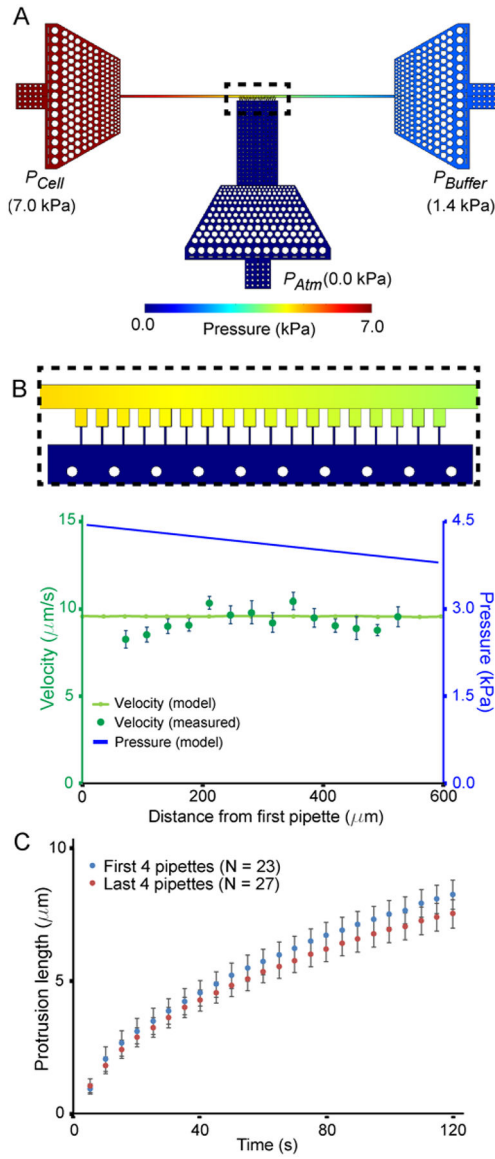 A
P_Cell
(7.0 kPa)
P_Buffer
(1.4 kPa)
P_Atm (0.0 kPa)
0.0
Pressure (kPa)
7.0
B
15
10
5
0
Velocity (μm/s)
4.5
3.0
1.5
0.0
Pressure (kPa)
Velocity (model)
Velocity (measured)
Pressure (model)
0
200
400
600
Distance from first pipette (μm)
C
10
5
0
Protrusion length (μm)
First 4 pipettes (N = 23)
Last 4 pipettes (N = 27)
0
40
80
120
Time (s)